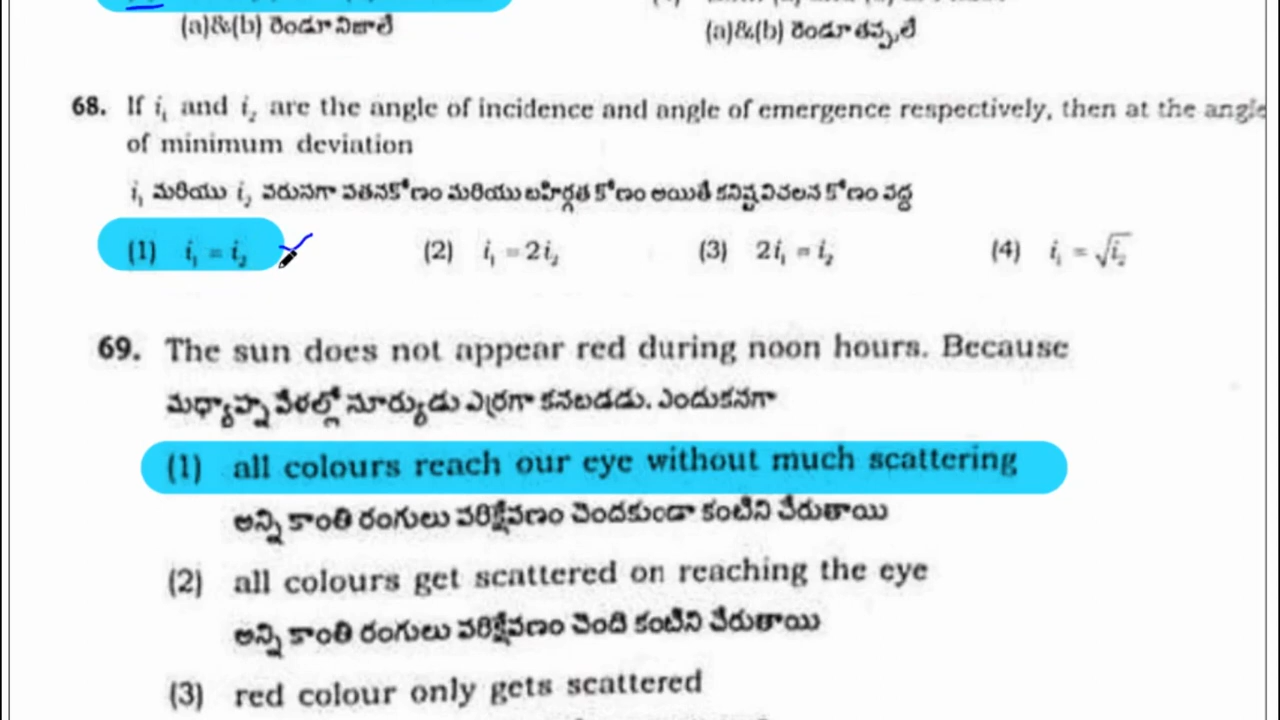 (a)&(b) రెండూ నిజాలే
(a)&(b) రెండూ తప్పులే
68. If i₁ and i₂ are the angle of incidence and angle of emergence respectively, then at the angle
of minimum deviation
i₁ మరియు i₂ వరుసగా పతనకోణం మరియు బహిర్గత కోణం అయితే కనిష్ట విచలన కోణం వద్ద
(1) i₁ = i₂ (2) i₁ = 2i₂ (3) 2i₁ = i₂ (4) i₁ = √i₂
69. The sun does not appear red during noon hours. Because
మధ్యాహ్న వేళల్లో సూర్యుడు ఎర్రగా కనబడడు. ఎందుకనగా
(1) all colours reach our eye without much scattering
అన్ని కాంతి రంగులు పరిక్షేపణం చెందకుండా కంటిని చేరుతాయి
(2) all colours get scattered on reaching the eye
అన్ని కాంతి రంగులు పరిక్షేపణం చెంది కంటిని చేరుతాయి
(3) red colour only gets scattered